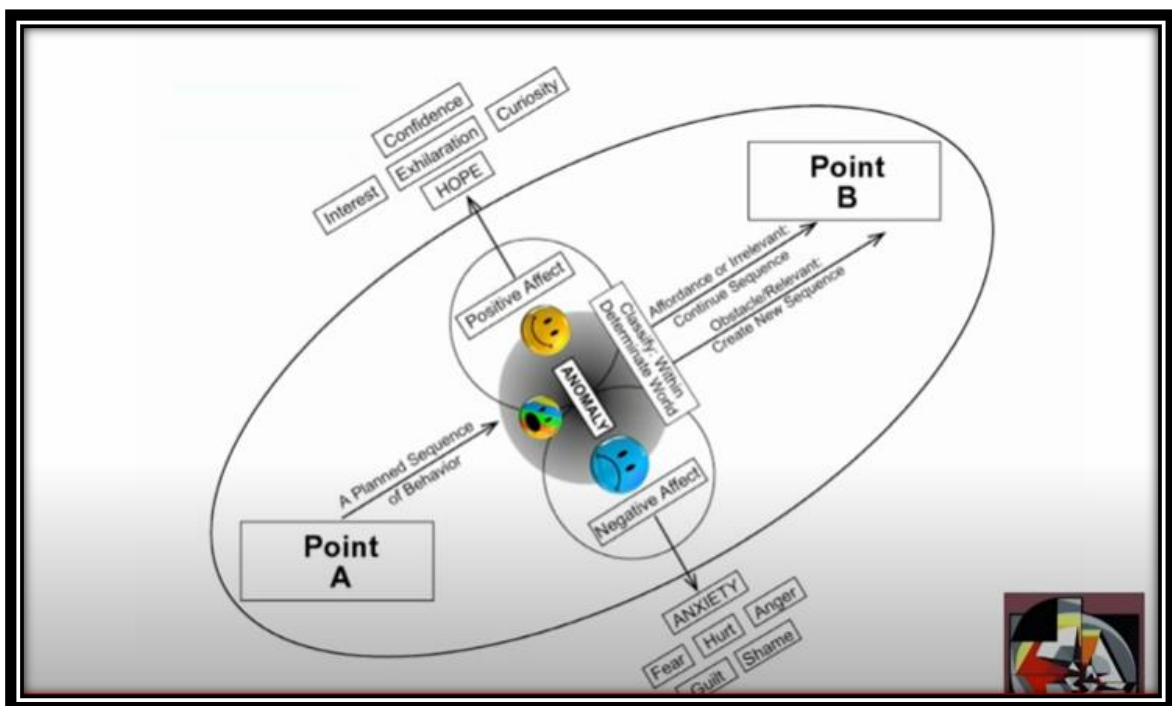 Confidence
Curiosity
Exhilaration
Interest
HOPE
Point
B
Positive Affect
Affordance or Irrelevant:
Continue Sequence
Obstacle/Relevant:
Create New Sequence
Classify: Within
Determinate World
ANOMALY
A Planned Sequence
of Behavior
Negative Affect
Point
A
ANXIETY
Anger
Hurt
Fear
Shame
Guilt